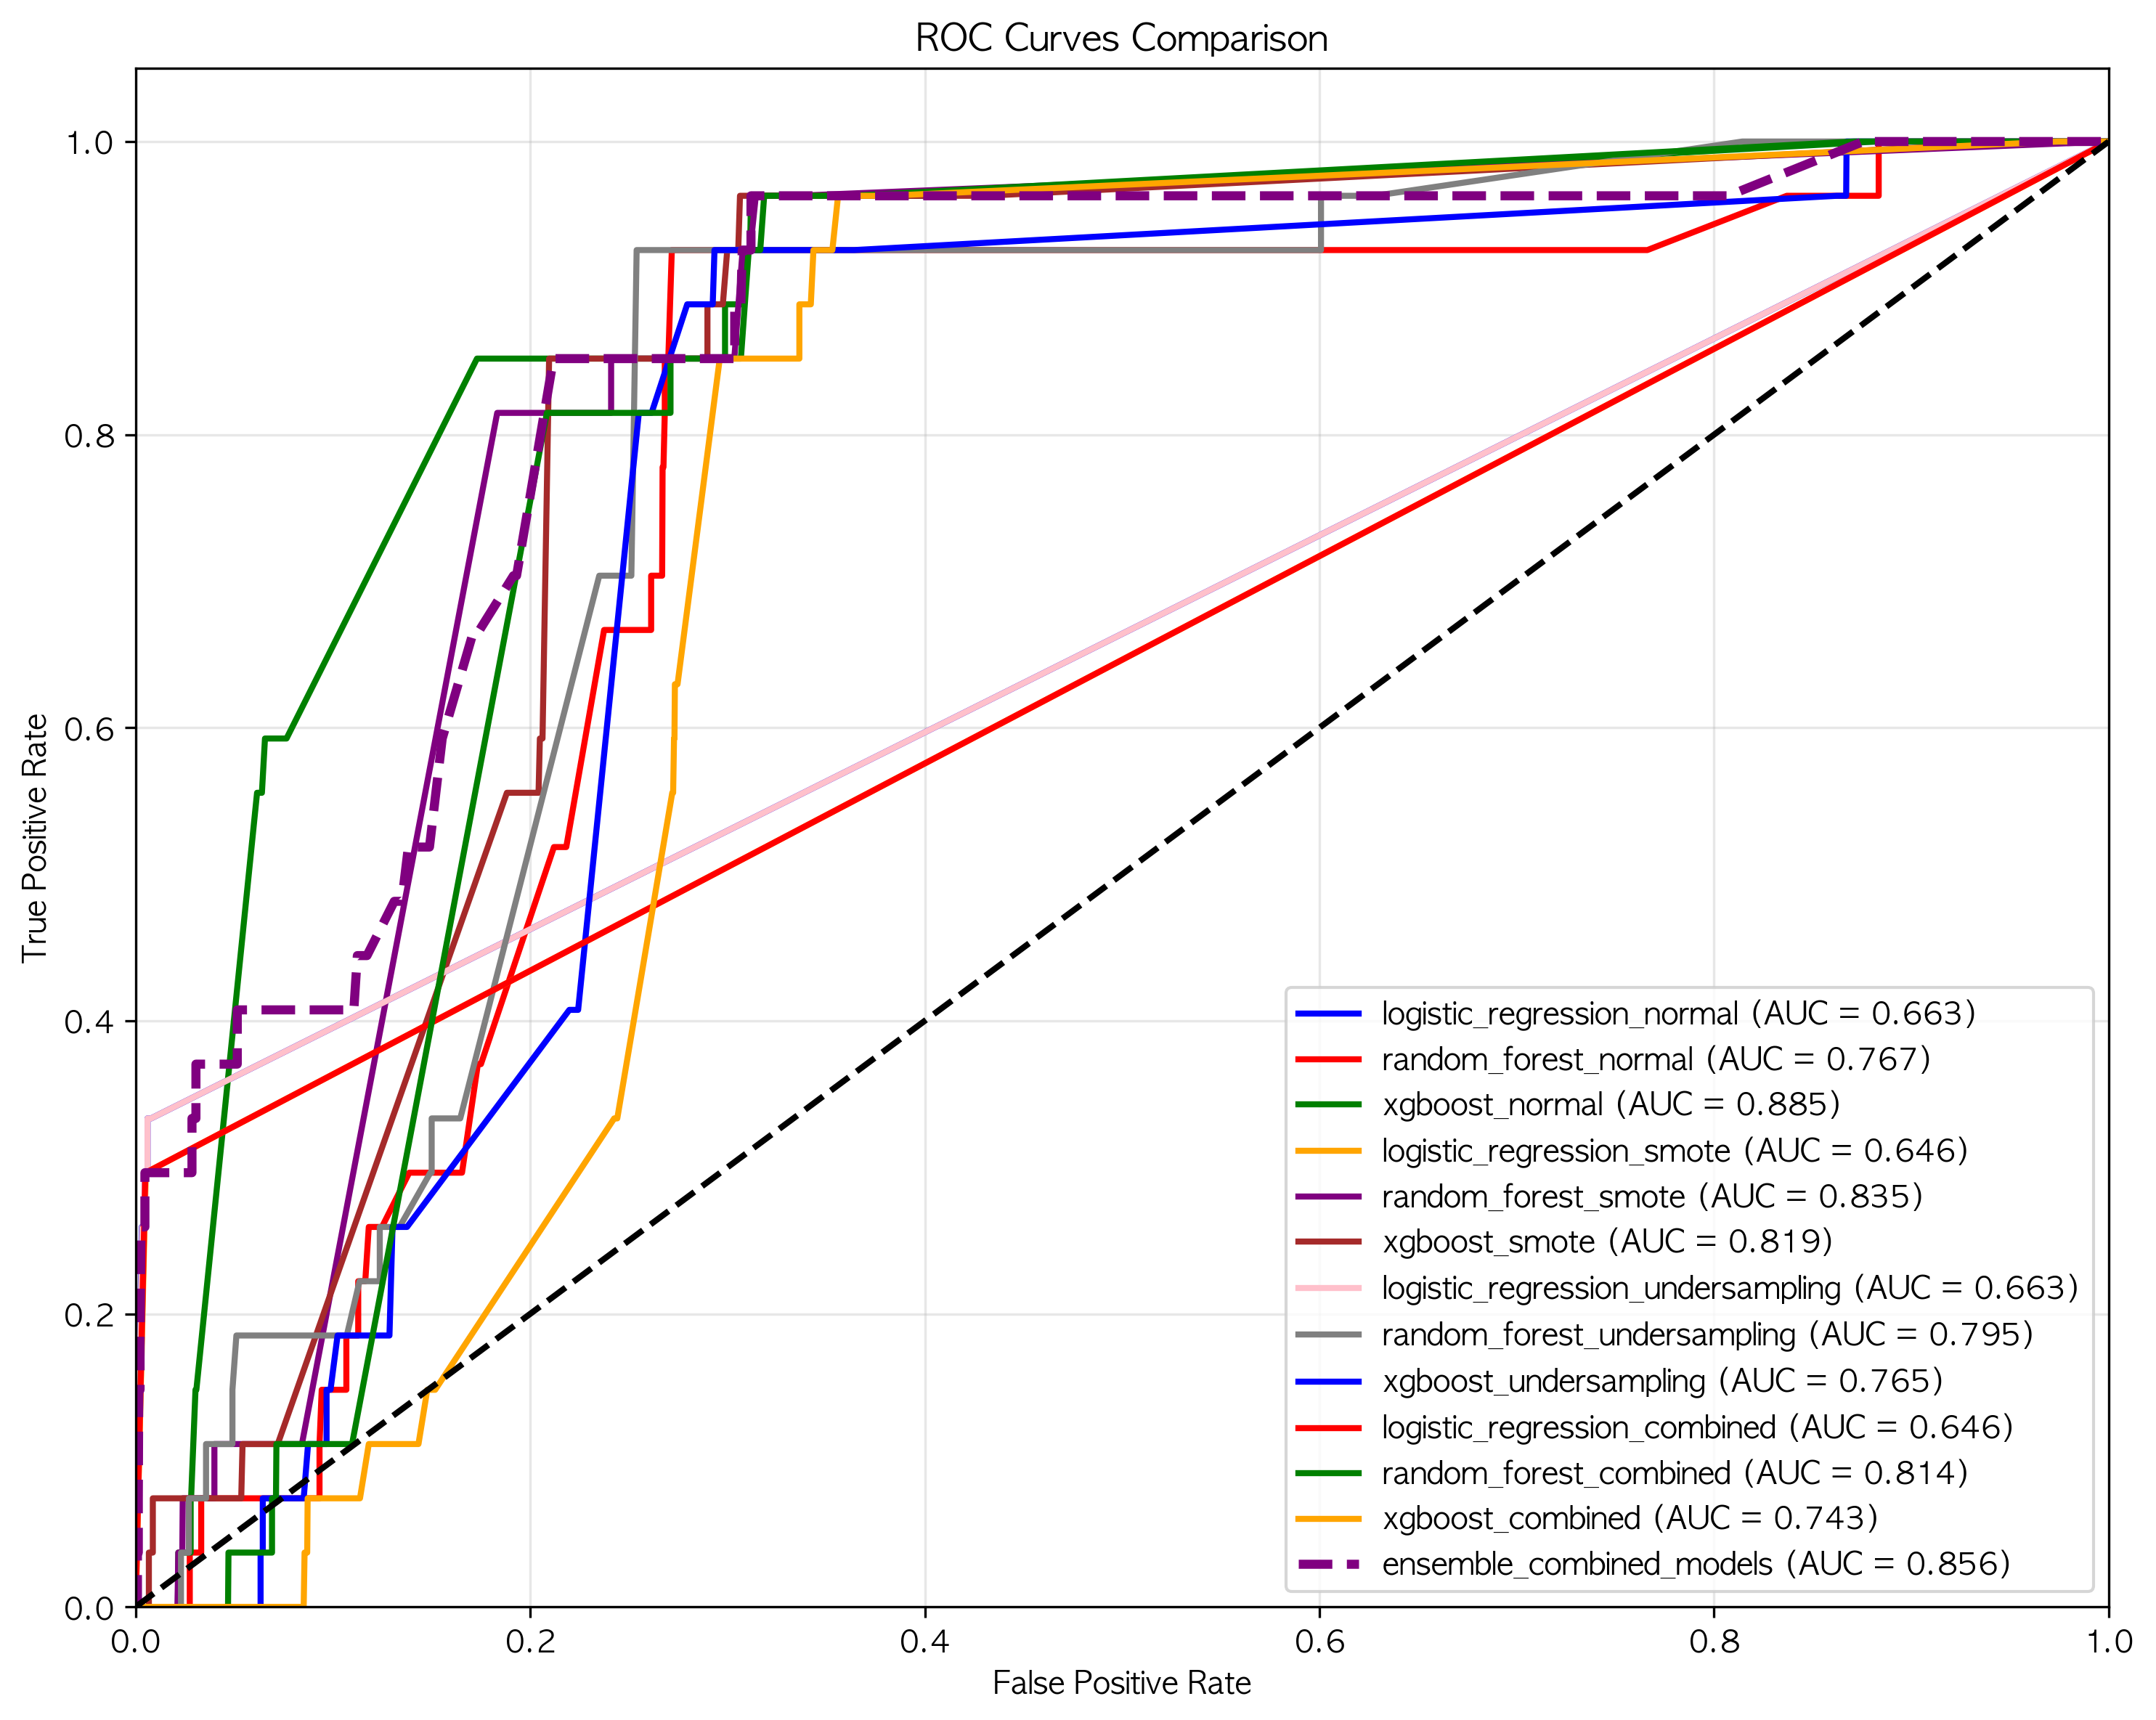 ROC Curves Comparison
1.0
0.8
0.6
0.4
0.2
0.0
True Positive Rate
logistic_regression_normal (AUC = 0.663)
random_forest_normal (AUC = 0.767)
xgboost_normal (AUC = 0.885)
logistic_regression_smote (AUC = 0.646)
random_forest_smote (AUC = 0.835)
xgboost_smote (AUC = 0.819)
logistic_regression_undersampling (AUC = 0.663)
random_forest_undersampling (AUC = 0.795)
xgboost_undersampling (AUC = 0.765)
logistic_regression_combined (AUC = 0.646)
random_forest_combined (AUC = 0.814)
xgboost_combined (AUC = 0.743)
ensemble_combined_models (AUC = 0.856)
0.0 0.2 0.4 0.6 0.8 1.0
False Positive Rate